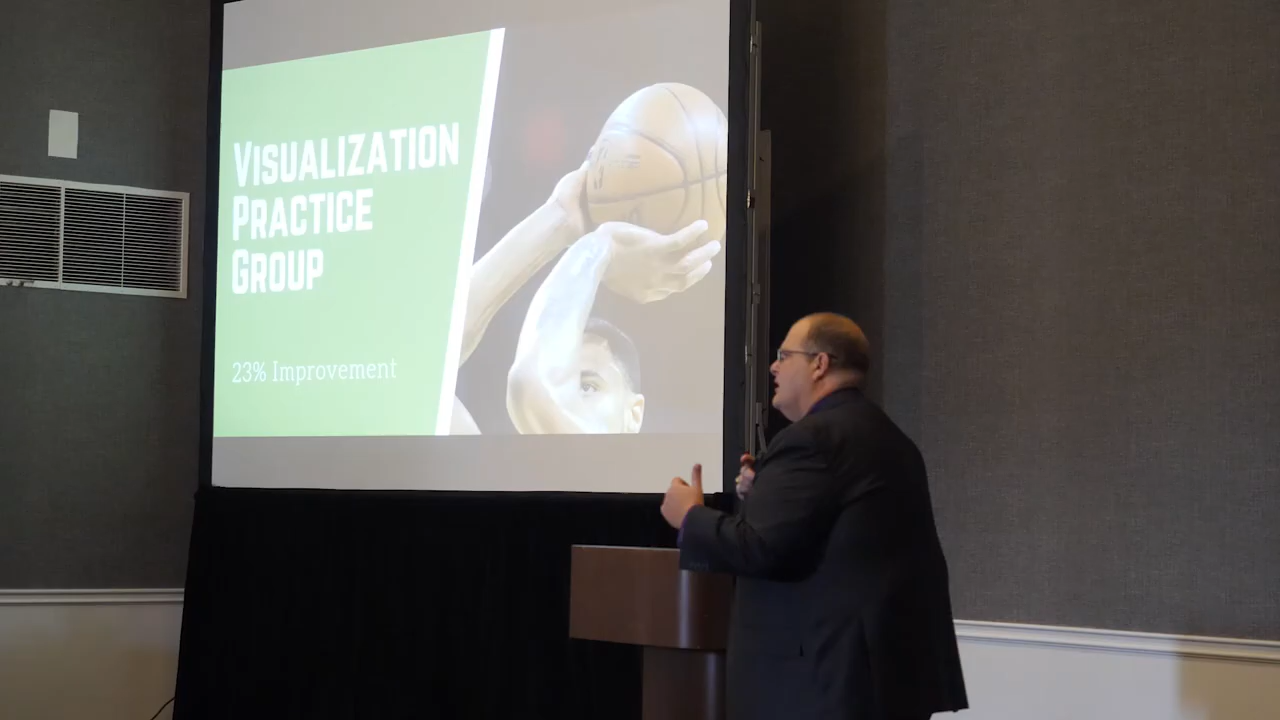 Visualization
Practice
Group
23% Improvement